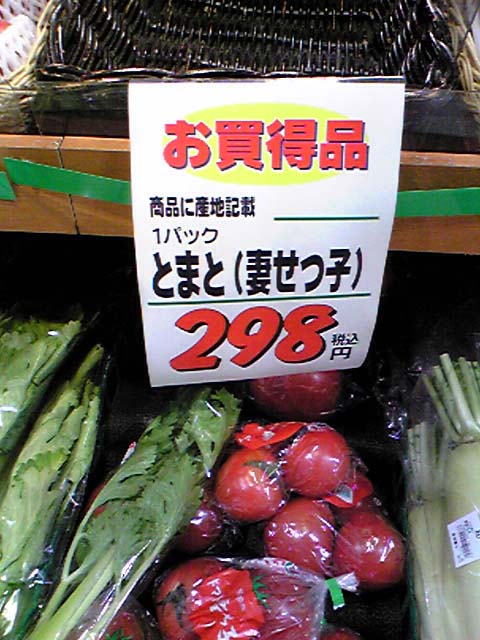 お買得品
商品に産地記載
1パック
とまと(妻せつ子)
298
税込
円